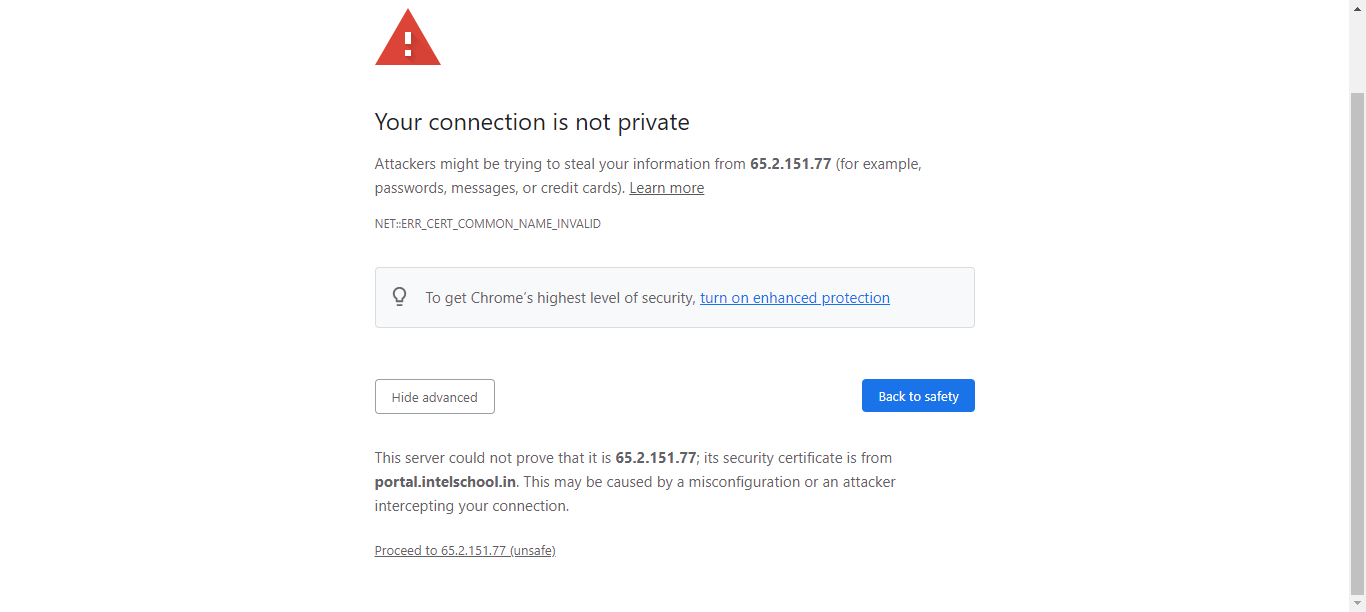 Your connection is not private
Attackers might be trying to steal your information from 65.2.151.77 (for example,
passwords, messages, or credit cards). Learn more
NET::ERR_CERT_COMMON_NAME_INVALID
To get Chrome's highest level of security, turn on enhanced protection
Hide advanced
Back to safety
This server could not prove that it is 65.2.151.77; its security certificate is from
portal.intelschool.in. This may be caused by a misconfiguration or an attacker
intercepting your connection.
Proceed to 65.2.151.77 (unsafe)